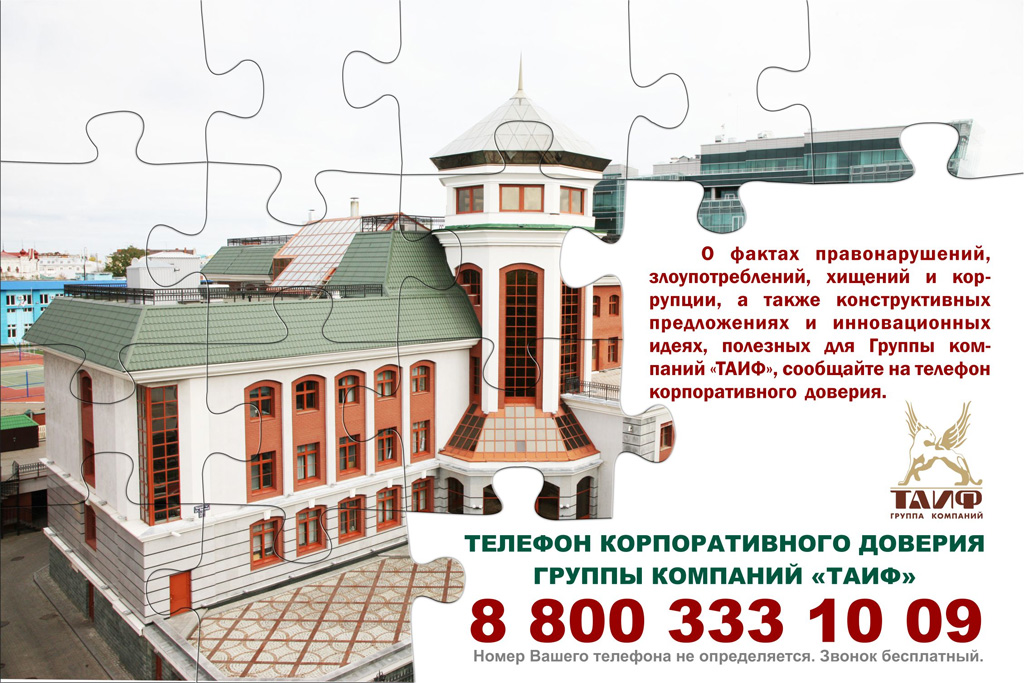 О фактах правонарушений,
злоупотреблений, хищений и кор-
рупции, а также конструктивных
предложениях и инновационных
идеях, полезных для Группы ком-
паний «ТАИФ», сообщайте на телефон
корпоративного доверия.
ТАИФ
ГРУППА КОМПАНИЙ
ТЕЛЕФОН КОРПОРАТИВНОГО ДОВЕРИЯ
ГРУППЫ КОМПАНИЙ «ТАИФ»
8 800 333 10 09
Номер Вашего телефона не определяется. Звонок бесплатный.